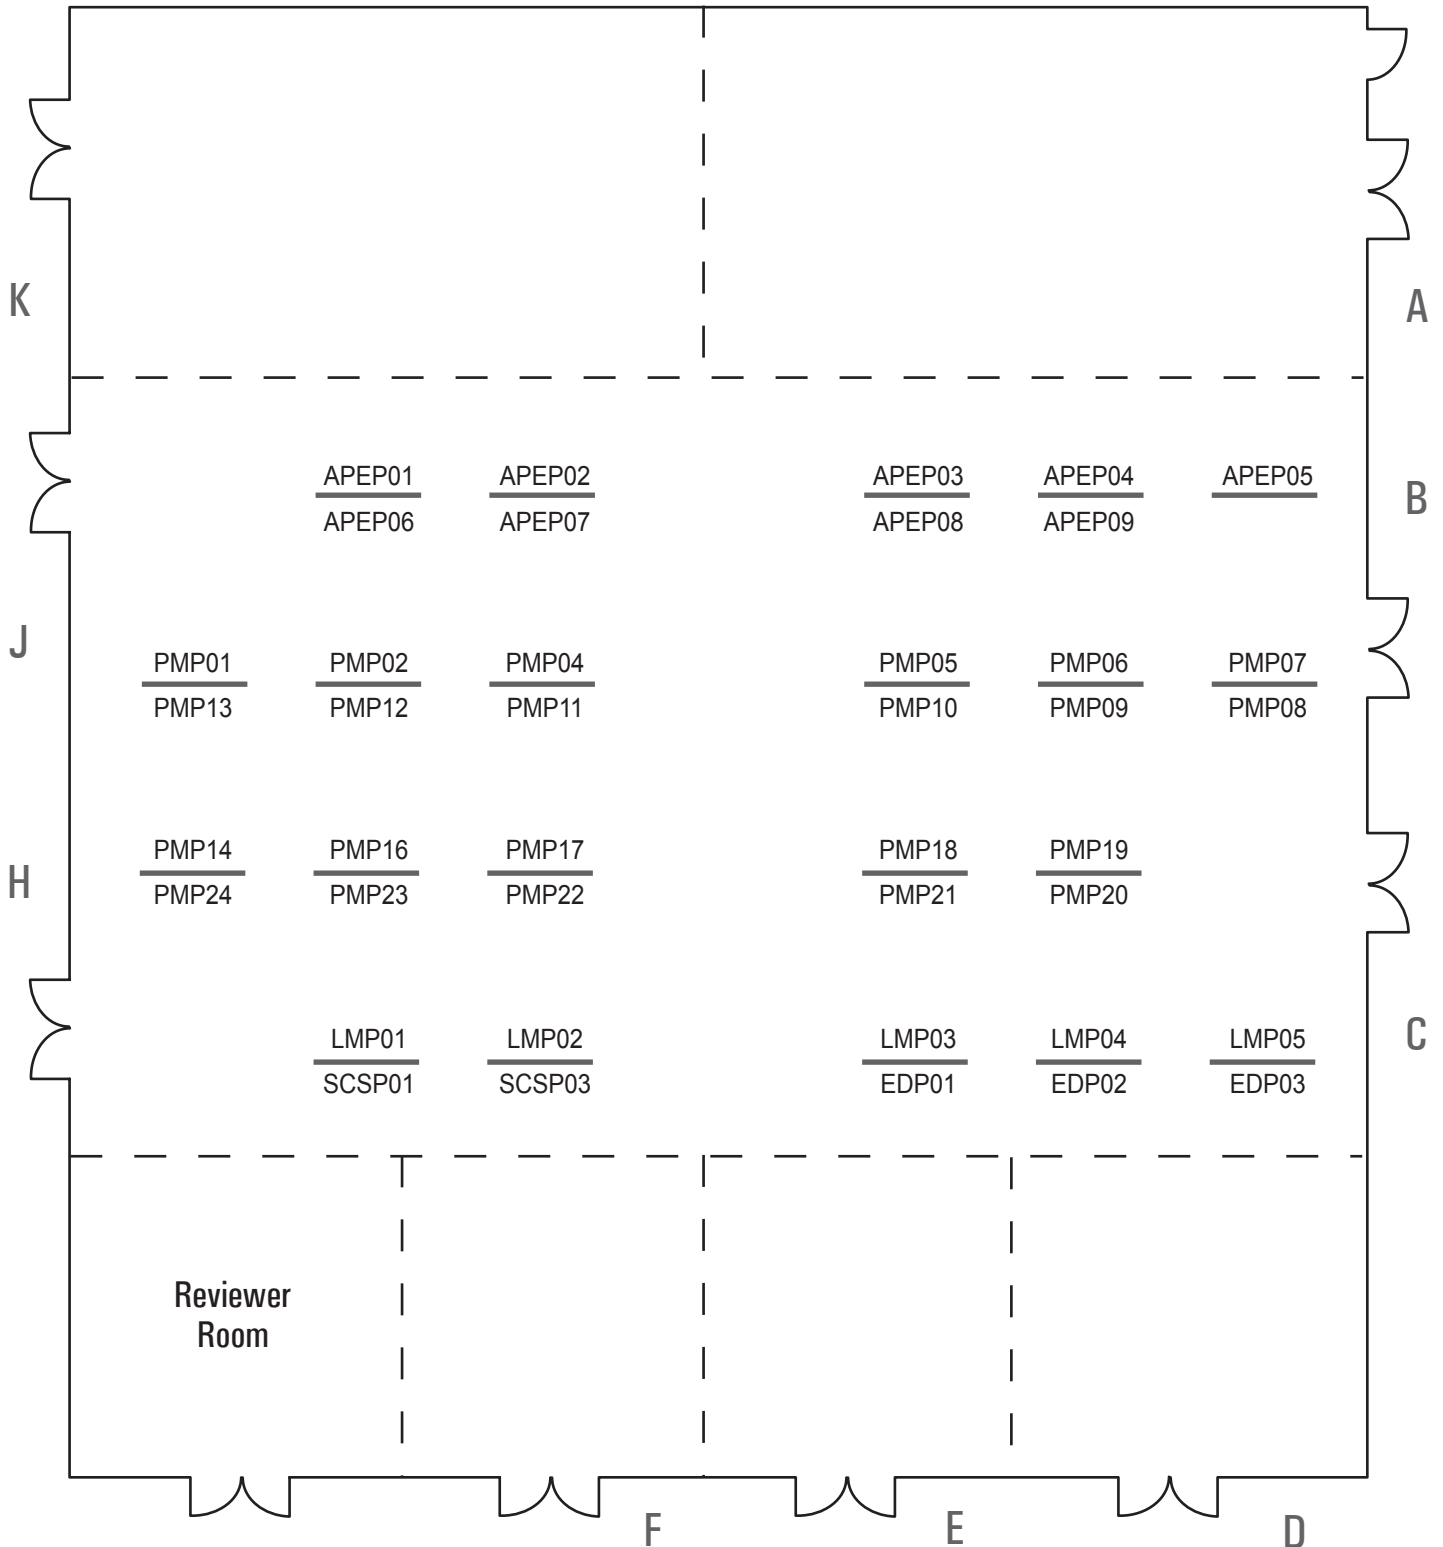 K
A
APEP01 APEP02 APEP03 APEP04 APEP05
B
APEP06 APEP07 APEP08 APEP09
J
PMP01 PMP02 PMP04 PMP05 PMP06 PMP07
PMP13 PMP12 PMP11 PMP10 PMP09 PMP08
PMP14 PMP16 PMP17 PMP18 PMP19
H
PMP24 PMP23 PMP22 PMP21 PMP20
C
LMP01 LMP02 LMP03 LMP04 LMP05
SCSP01 SCSP03 EDP01 EDP02 EDP03
Reviewer
Room
F
E
D